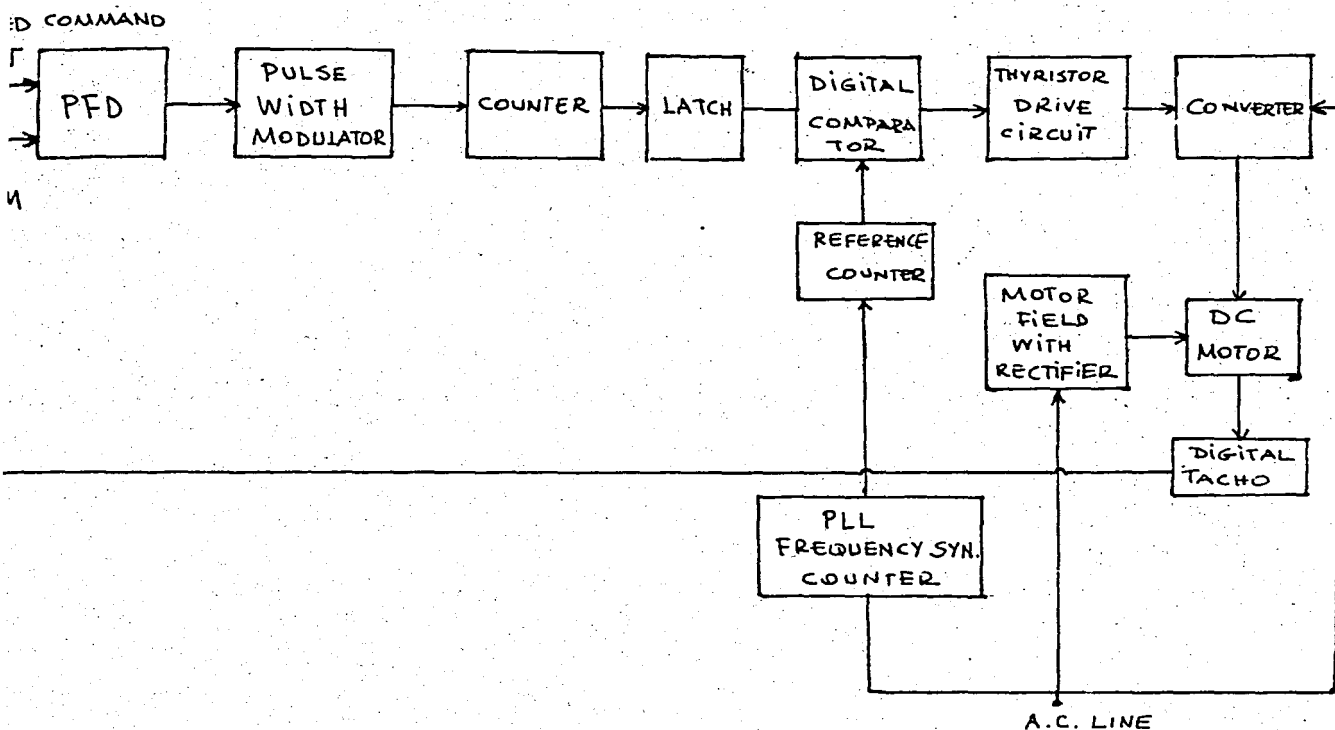 ED COMMAND
PFD
PULSE
WIDTH
MODULATOR
COUNTER
LATCH
DIGITAL
COMPARA
TOR
THYRISTOR
DRIVE
CIRCUIT
CONVERTER
REFERENCE
COUNTER
MOTOR
FIELD
WITH
RECTIFIER
DC
MOTOR
DIGITAL
TACHO
PLL
FREQUENCY SYN.
COUNTER
A.C. LINE